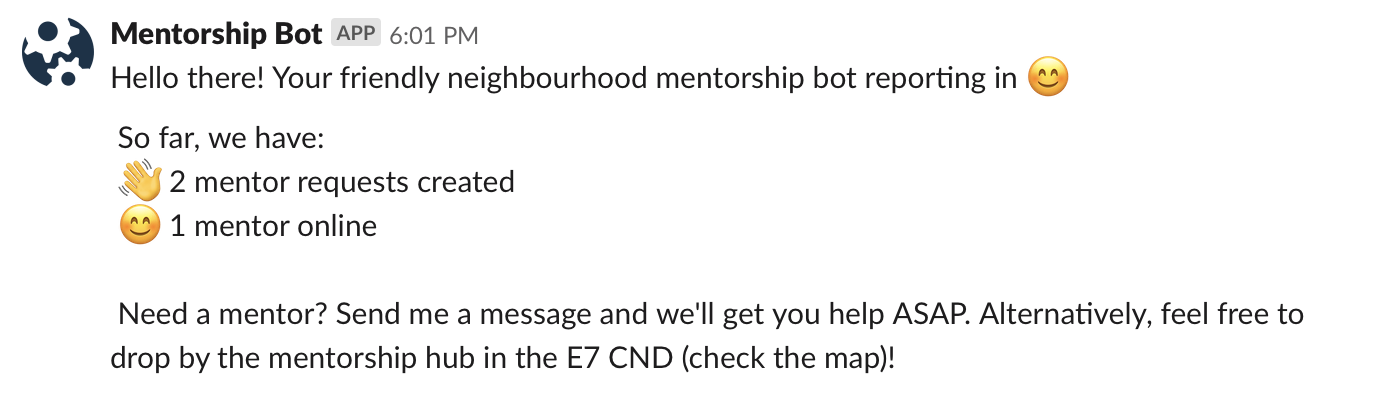 Mentorship Bot APP 6:01 PM
Hello there! Your friendly neighbourhood mentorship bot reporting in 😊
So far, we have:
👋 2 mentor requests created
😊 1 mentor online
Need a mentor? Send me a message and we'll get you help ASAP. Alternatively, feel free to
drop by the mentorship hub in the E7 CND (check the map)!